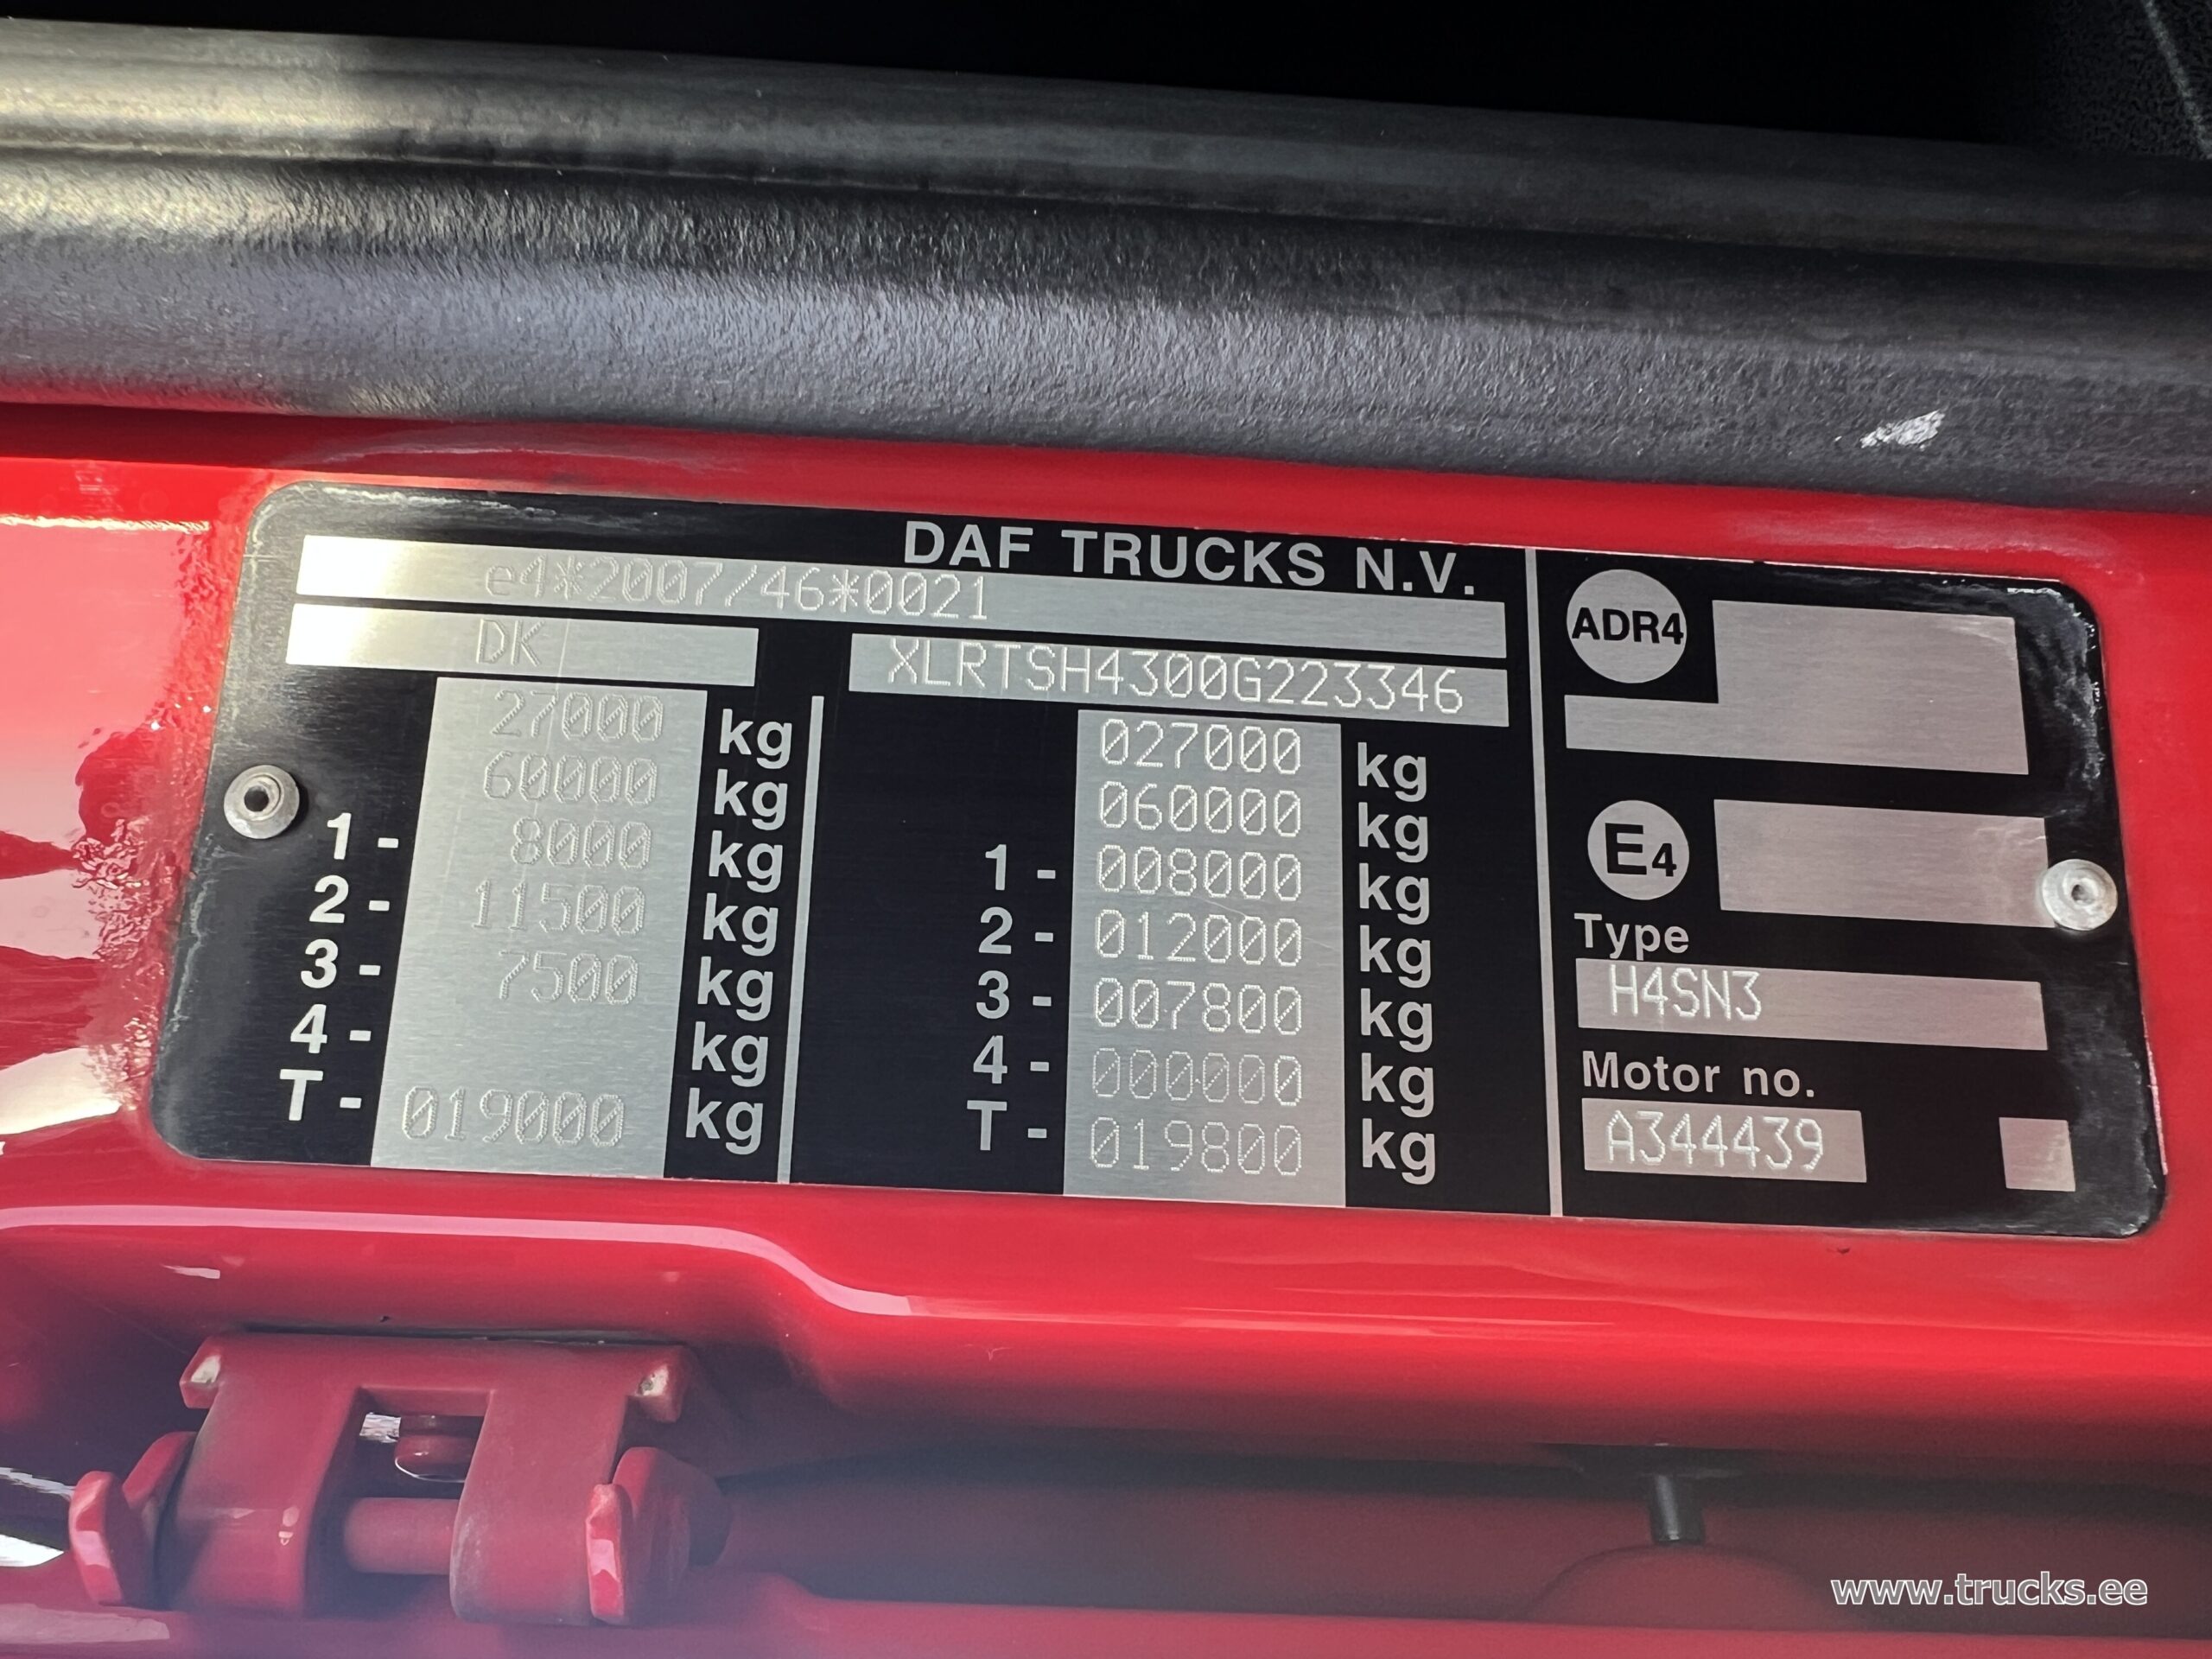 DAF TRUCKS N.V.
e4*2007/46*0021
DK
XLRTSH4300G223346
27000 kg
60000 kg
1 - 8000 kg
2 - 11500 kg
3 - 7500 kg
4 - kg
T - 019000 kg
027000 kg
060000 kg
1 - 008000 kg
2 - 012000 kg
3 - 007800 kg
4 - 000000 kg
T - 019800 kg
ADR4
E4
Type
H4SN3
Motor no.
A344439
www.trucks.ee